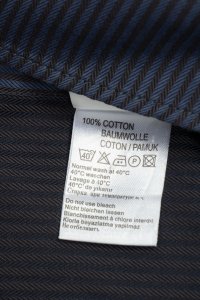 100% COTTON
BAUMWOLLE
COTON / PAMUK
40 P
Normal wash at 40°C
40°C waschen
Lavage à 40°C
40°C de yıkanır
Do not use bleach
Nicht bleichen lassen
Blanchissement à chlore interdit
Klorla beyazlatma yapılmaz
Не отбеливать